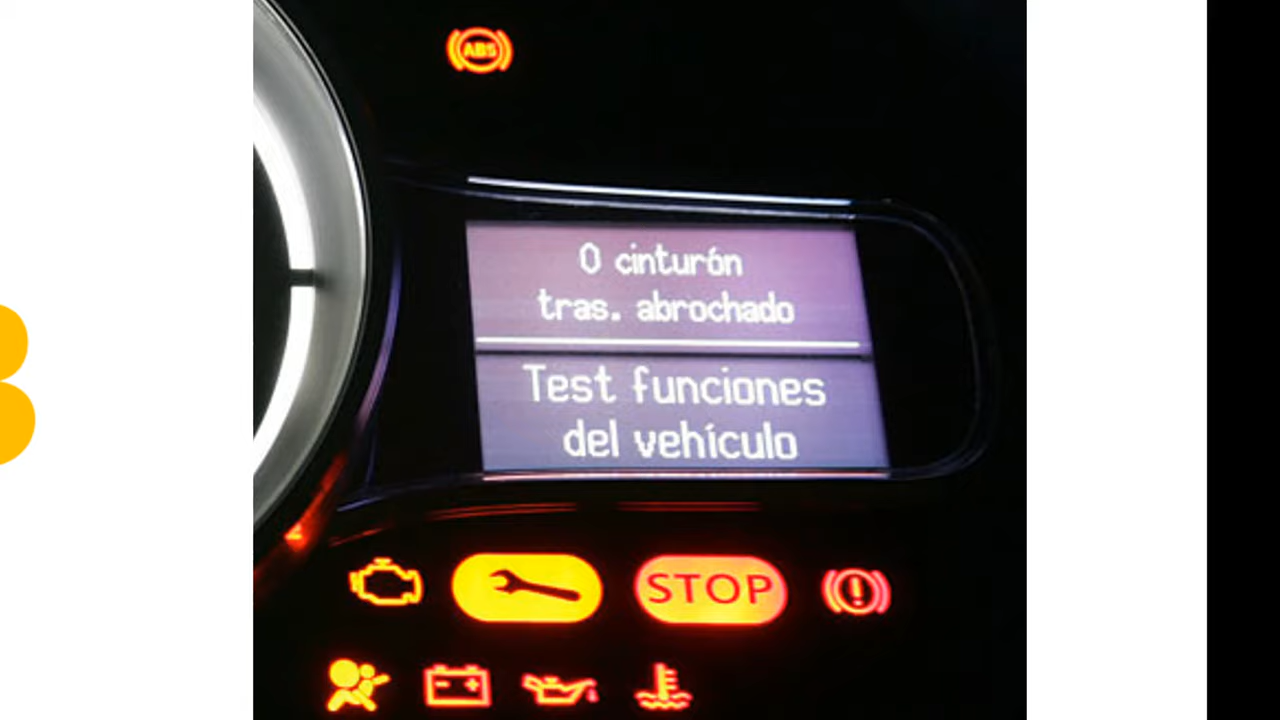 ABS
0 cinturón
tras. abrochado
Test funciones
del vehículo
STOP